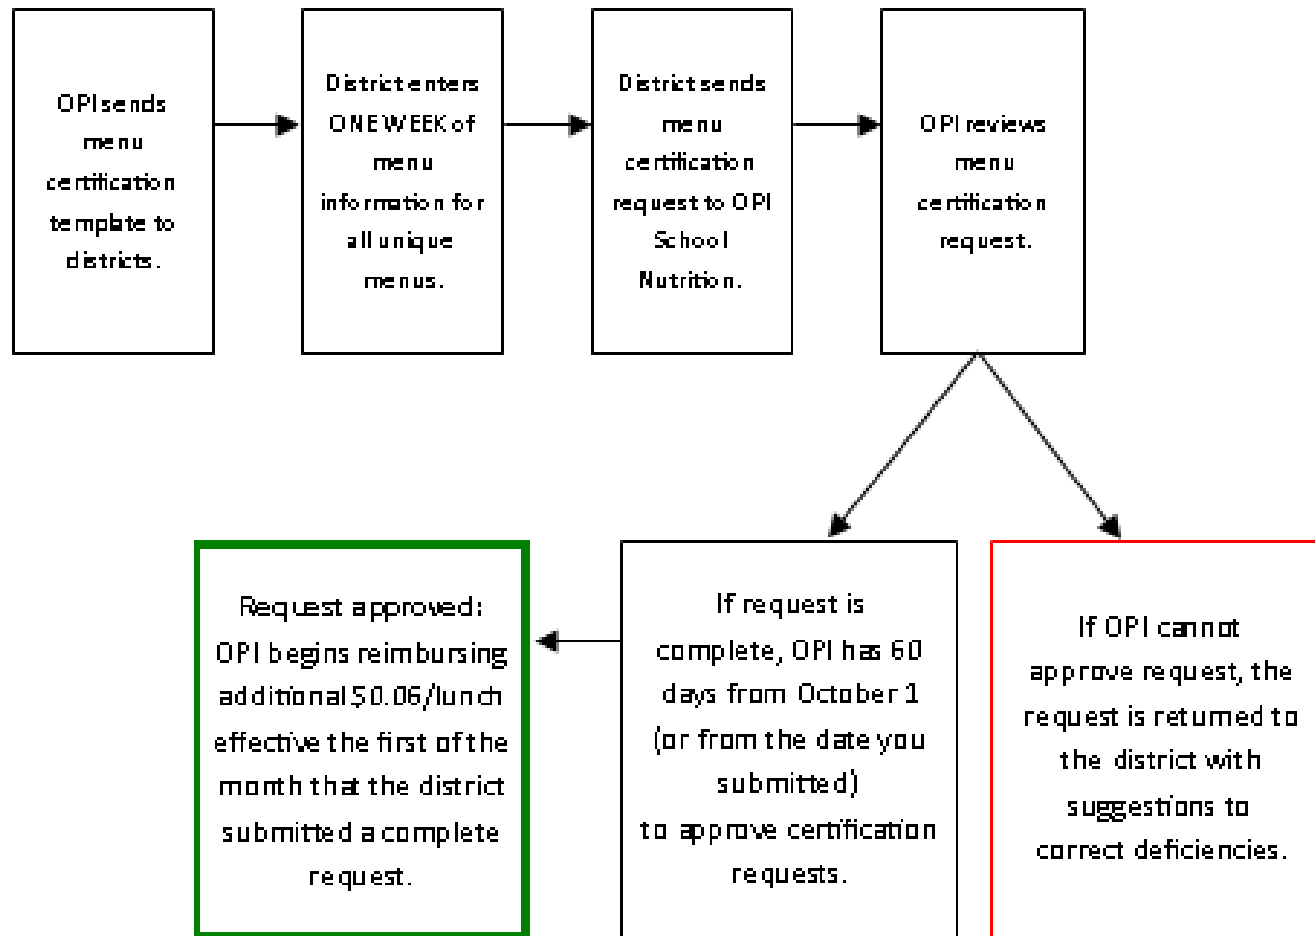 OPI sends
menu
certification
template to
districts.
District enters
ONE WEEK of
menu
information for
all unique
menus.
District sends
menu
certification
request to OPI
School
Nutrition.
OPI reviews
menu
certification
request.
Request approved:
OPI begins reimbursing
additional $0.06/lunch
effective the first of the
month that the district
submitted a complete
request.
If request is
complete, OPI has 60
days from October 1
(or from the date you
submitted)
to approve certification
requests.
If OPI cannot
approve request, the
request is returned to
the district with
suggestions to
correct deficiencies.